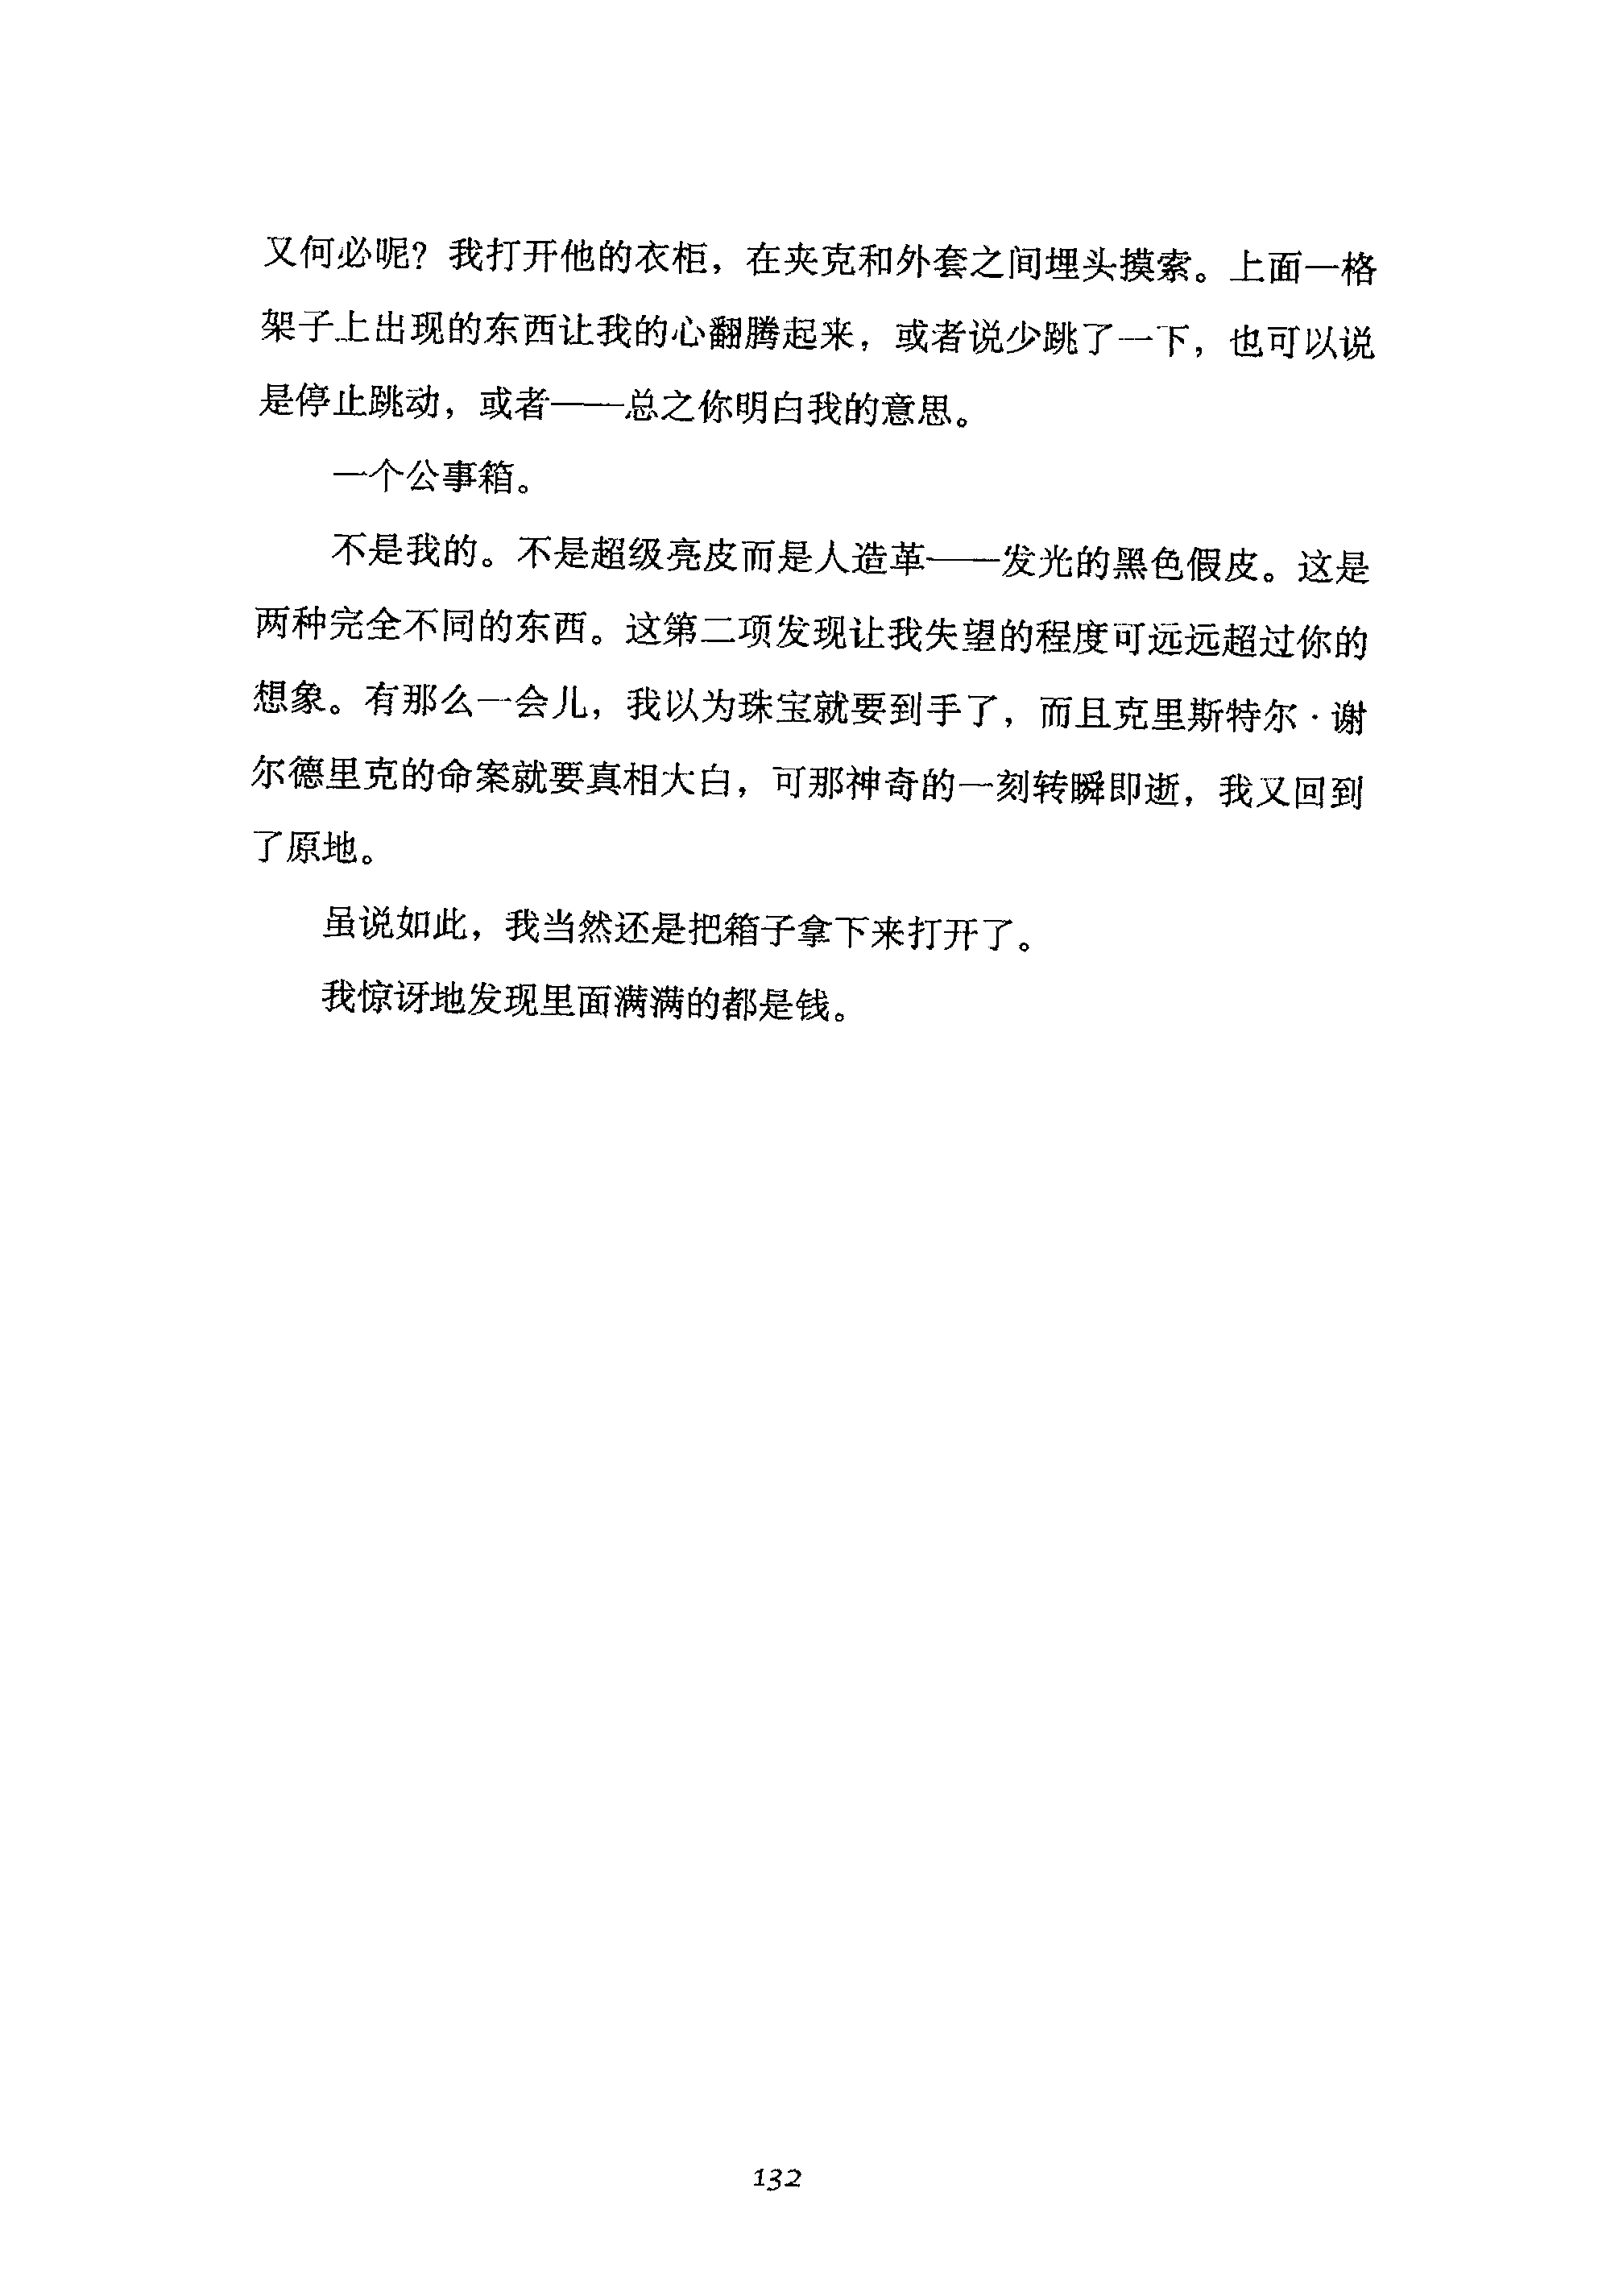 又何必呢？我打开他的衣柜，在夹克和外套之间埋头摸索。上面一格
架子上出现的东西让我的心翻腾起来，或者说少跳了一下，也可以说
是停止跳动，或者——总之你明白我的意思。
一个公事箱。
不是我的。不是超级亮皮而是人造革——发光的黑色假皮。这是
两种完全不同的东西。这第二项发现让我失望的程度可远远超过你的
想象。有那么一会儿，我以为珠宝就要到手了，而且克里斯特尔·谢
尔德里克的命案就要真相大白，可那神奇的一刻转瞬即逝，我又回到
了原地。
虽说如此，我当然还是把箱子拿下来打开了。
我惊讶地发现里面满满的都是钱。
132